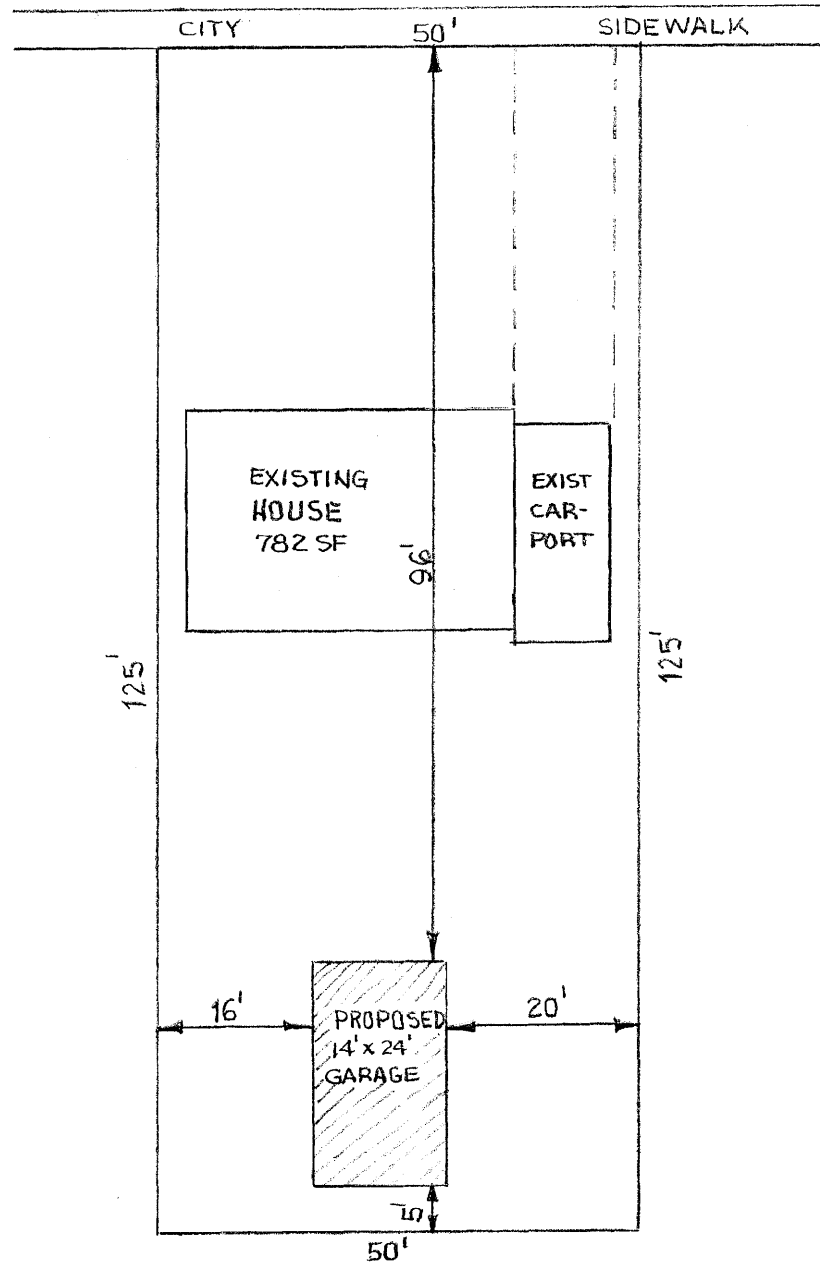 CITY
50'
SIDEWALK
EXISTING
HOUSE
782 SF
EXIST
CAR-
PORT
96'
125'
125'
16'
PROPOSED
14' x 24'
GARAGE
20'
5'
50'